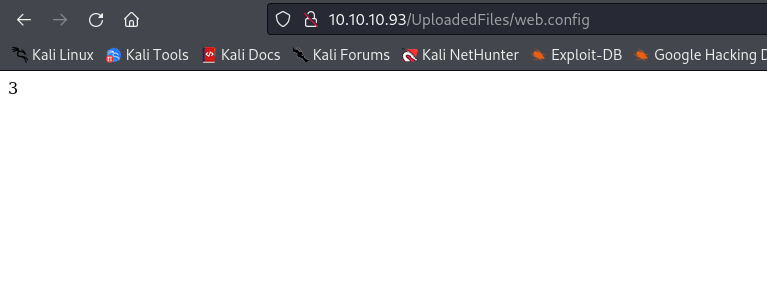 10.10.10.93/UploadedFiles/web.config
Kali Linux Kali Tools Kali Docs Kali Forums Kali NetHunter Exploit-DB Google Hacking
3